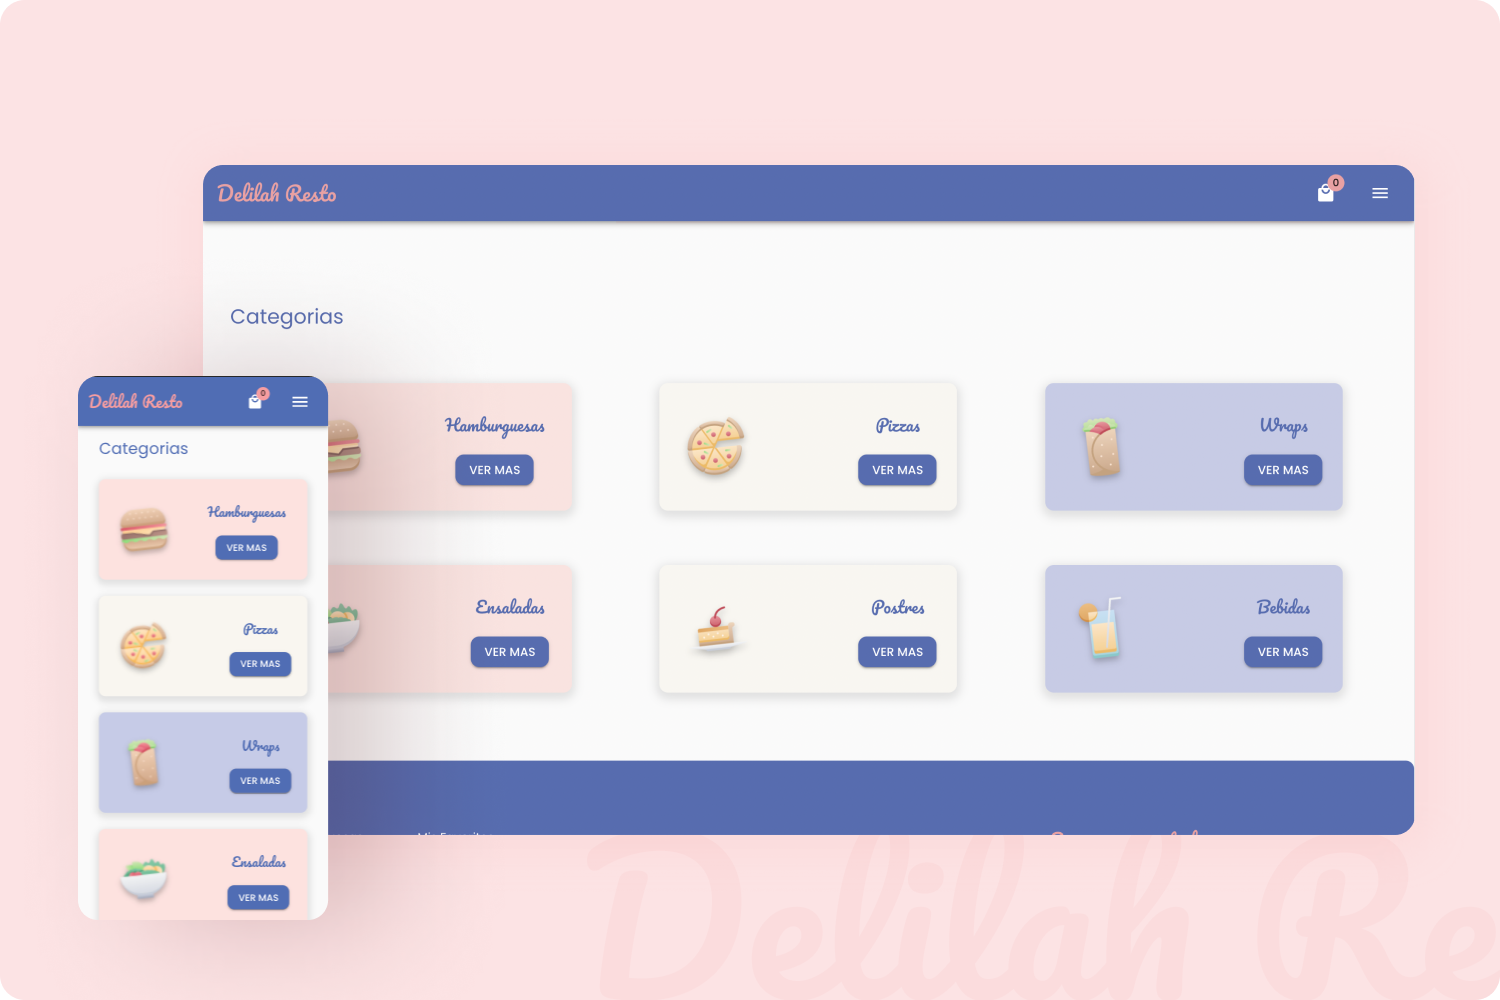 Delilah Resto
0
Categorias
Hamburguesas
VER MAS
Pizzas
VER MAS
Wraps
VER MAS
Ensaladas
VER MAS
Postres
VER MAS
Bebidas
VER MAS
Delilah Resto
0
Categorias
Hamburguesas
VER MAS
Pizzas
VER MAS
Wraps
VER MAS
Ensaladas
VER MAS
Delilah Re